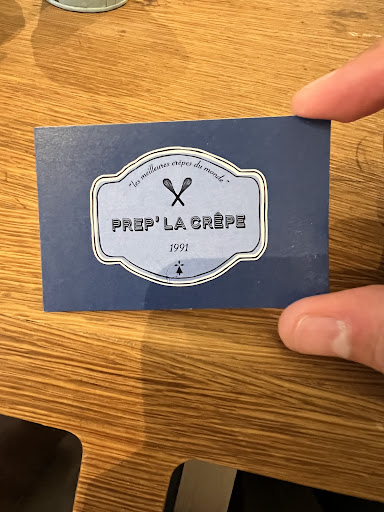 "les meilleures crêpes du monde"
PREP' LA CRÊPE
1991